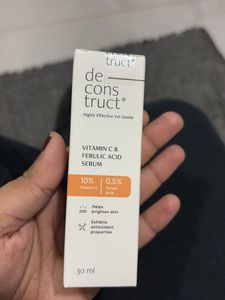 truct®
de
cons
truct®
Highly Effective Yet Gentle
VITAMIN C &
FERULIC ACID
SERUM
10% 0.5%
Vitamin C Ferulic
Acid
Helps
brighten skin
Exhibits
antioxidant
properties
30 ml